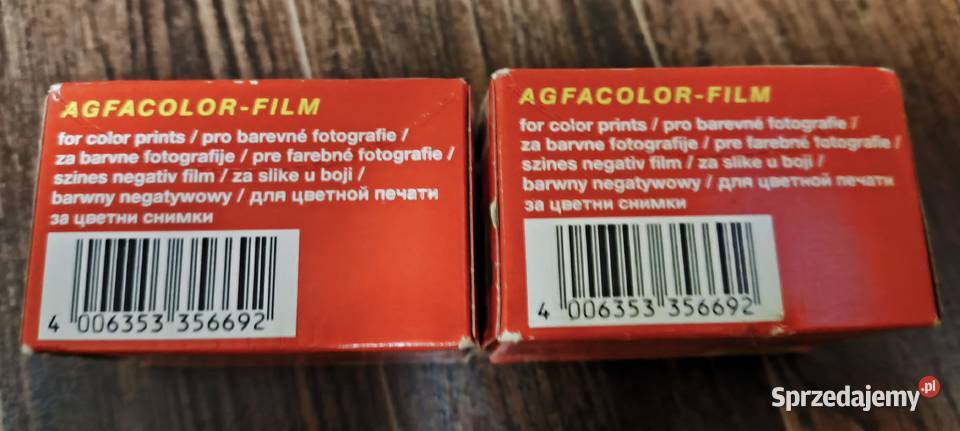 AGFACOLOR-FILM
for color prints / pro barevné fotografie /
za barvne fotografije / pre farebné fotografie /
szines negativ film / za slike u boji /
barwny negatywowy / для цветной печати
за цветни снимки
4 006353 356692
AGFACOLOR-FILM
for color prints / pro barevné fotografie /
za barvne fotografije / pre farebné fotografie /
szines negativ film / za slike u boji /
barwny negatywowy / для цветной печати
за цветни снимки
4 006353 356692
Sprzedajemy.pl